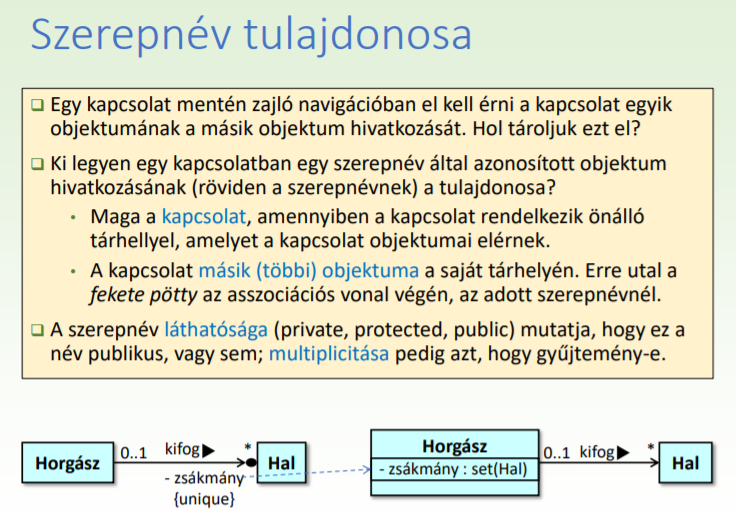 Szerepnév tulajdonosa
Egy kapcsolat mentén zajló navigációban el kell érni a kapcsolat egyik
objektumának a másik objektum hivatkozását. Hol tároljuk ezt el?
Ki legyen egy kapcsolatban egy szerepnév által azonosított objektum
hivatkozásának (röviden a szerepnévnek) a tulajdonosa?
• Maga a kapcsolat, amennyiben a kapcsolat rendelkezik önálló
tárhellyel, amelyet a kapcsolat objektumai elérnek.
• A kapcsolat másik (többi) objektuma a saját tárhelyén. Erre utal a
fekete pötty az asszociációs vonal végén, az adott szerepnévnél.
A szerepnév láthatósága (private, protected, public) mutatja, hogy ez a
név publikus, vagy sem; multiplicitása pedig azt, hogy gyűjtemény-e.
Horgász
0..1 kifog▶ *
Hal
- zsákmány
{unique}
Horgász
- zsákmány : set(Hal)
0..1 kifog▶ *
Hal